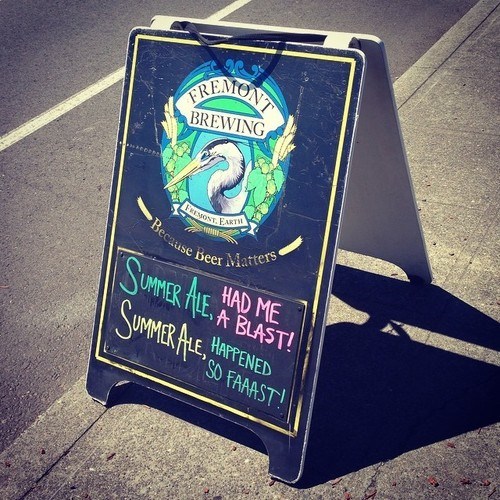 FREMONT
BREWING
FREMONT, EARTH
Because Beer Matters
SUMMER ALE, HAD ME
A BLAST!
SUMMER ALE, HAPPENED
SO FAAAST!